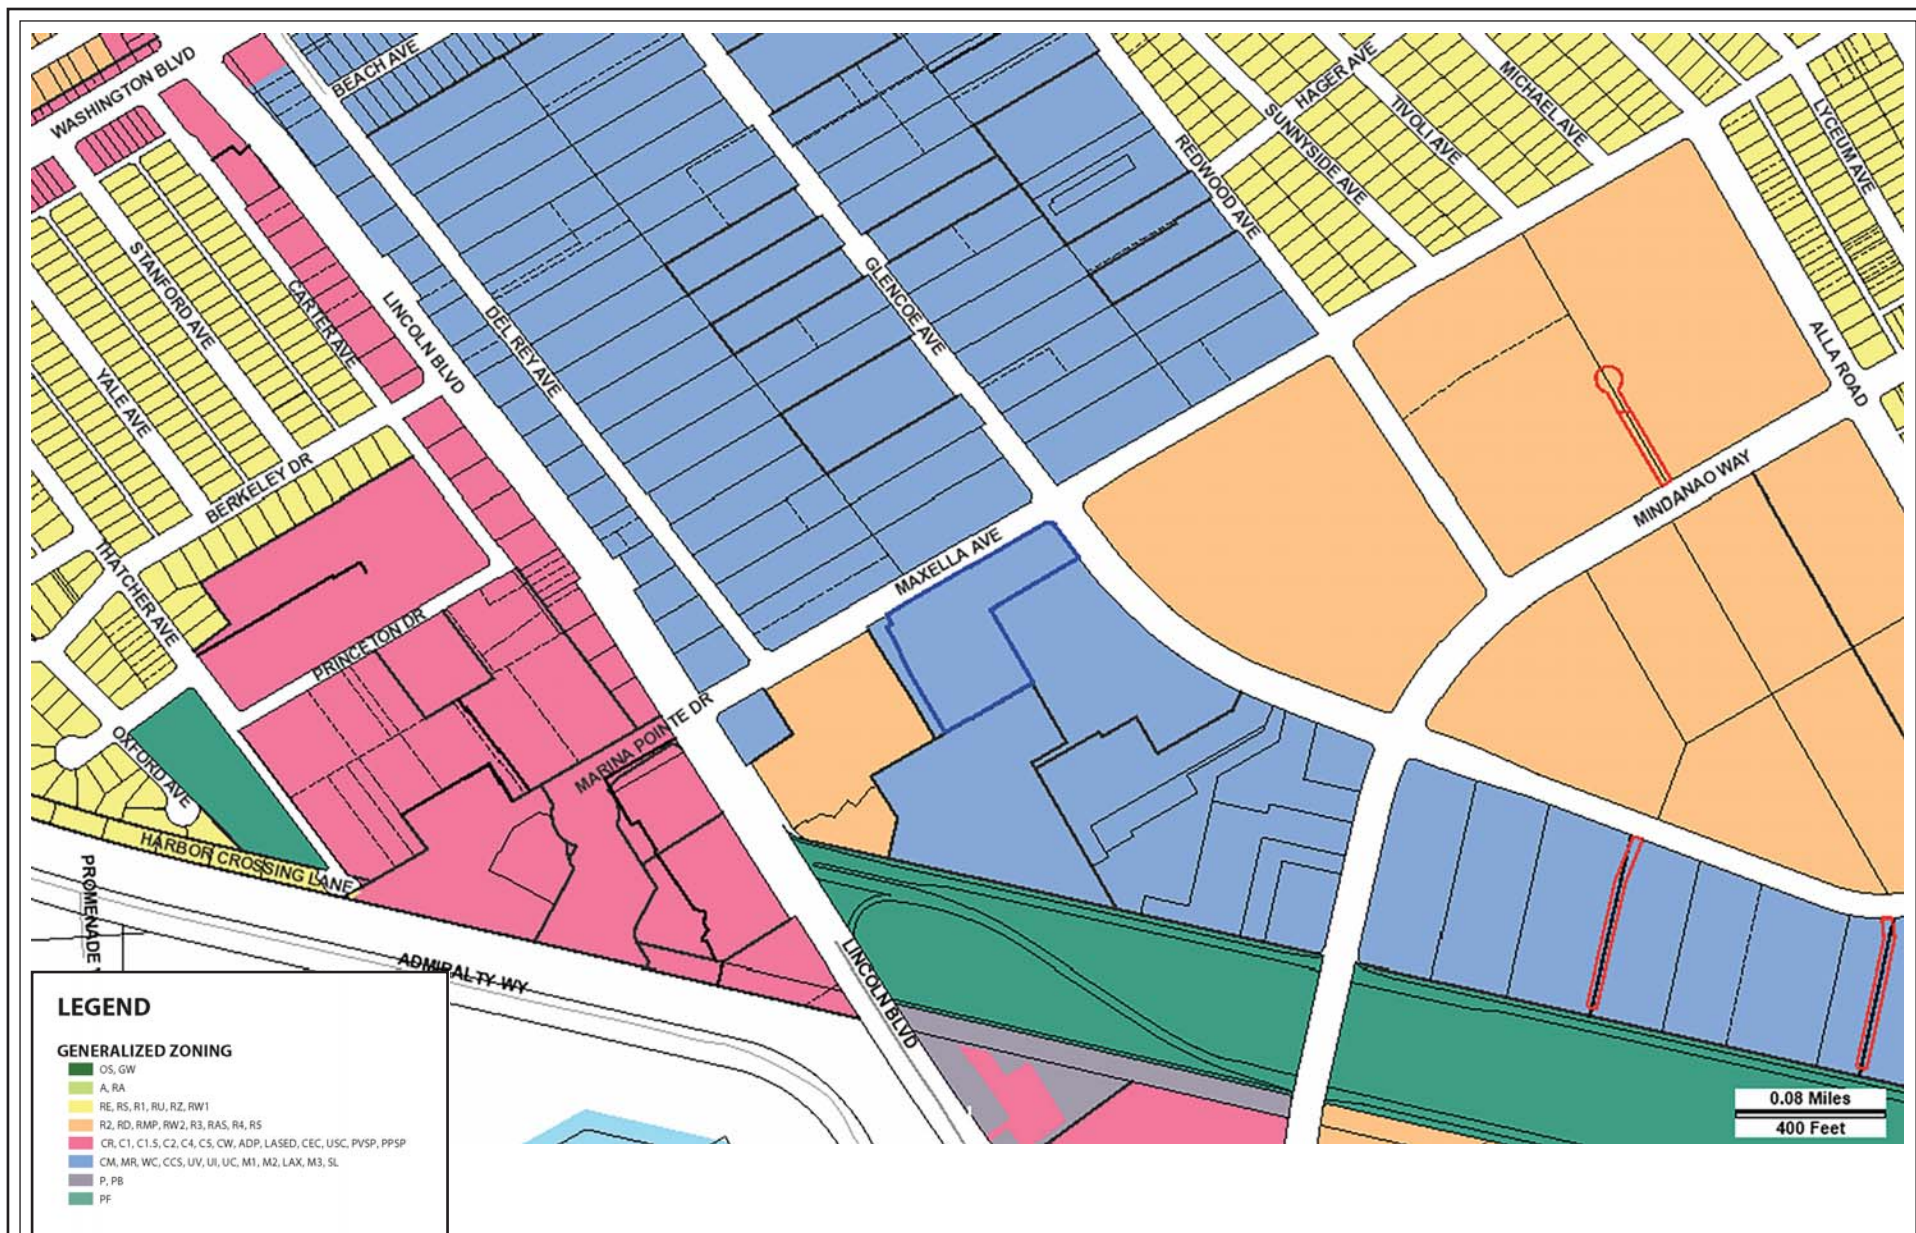 WASHINGTON BLVD
BEACH AVE
HAGER AVE
MICHAEL AVE
TIVOLI AVE
SUNNYSIDE AVE
LYCEUM AVE
REDWOOD AVE
STANFORD AVE
CARTER AVE
LINCOLN BLVD
DEL REY AVE
GLENCOE AVE
ALLA ROAD
YALE AVE
BERKELEY DR
MINDANAO WAY
THATCHER AVE
MAXELLA AVE
PRINCETON DR
OXFORD AVE
MARINA POINTE DR
HARBOR CROSSING LANE
PROMENADE
ADMIRALTY WY
LINCOLN BLVD
LEGEND
GENERALIZED ZONING
OS, GW
A, RA
RE, RS, R1, RU, RZ, RW1
R2, RD, RMP, RW2, R3, RAS, R4, R5
CR, C1, C1.5, C2, C4, C5, CW, ADP, LASED, CEC, USC, PVSP, PPSP
CM, MR, WC, CCS, UV, UI, UC, M1, M2, LAX, M3, SL
P, PB
PF
0.08 Miles
400 Feet